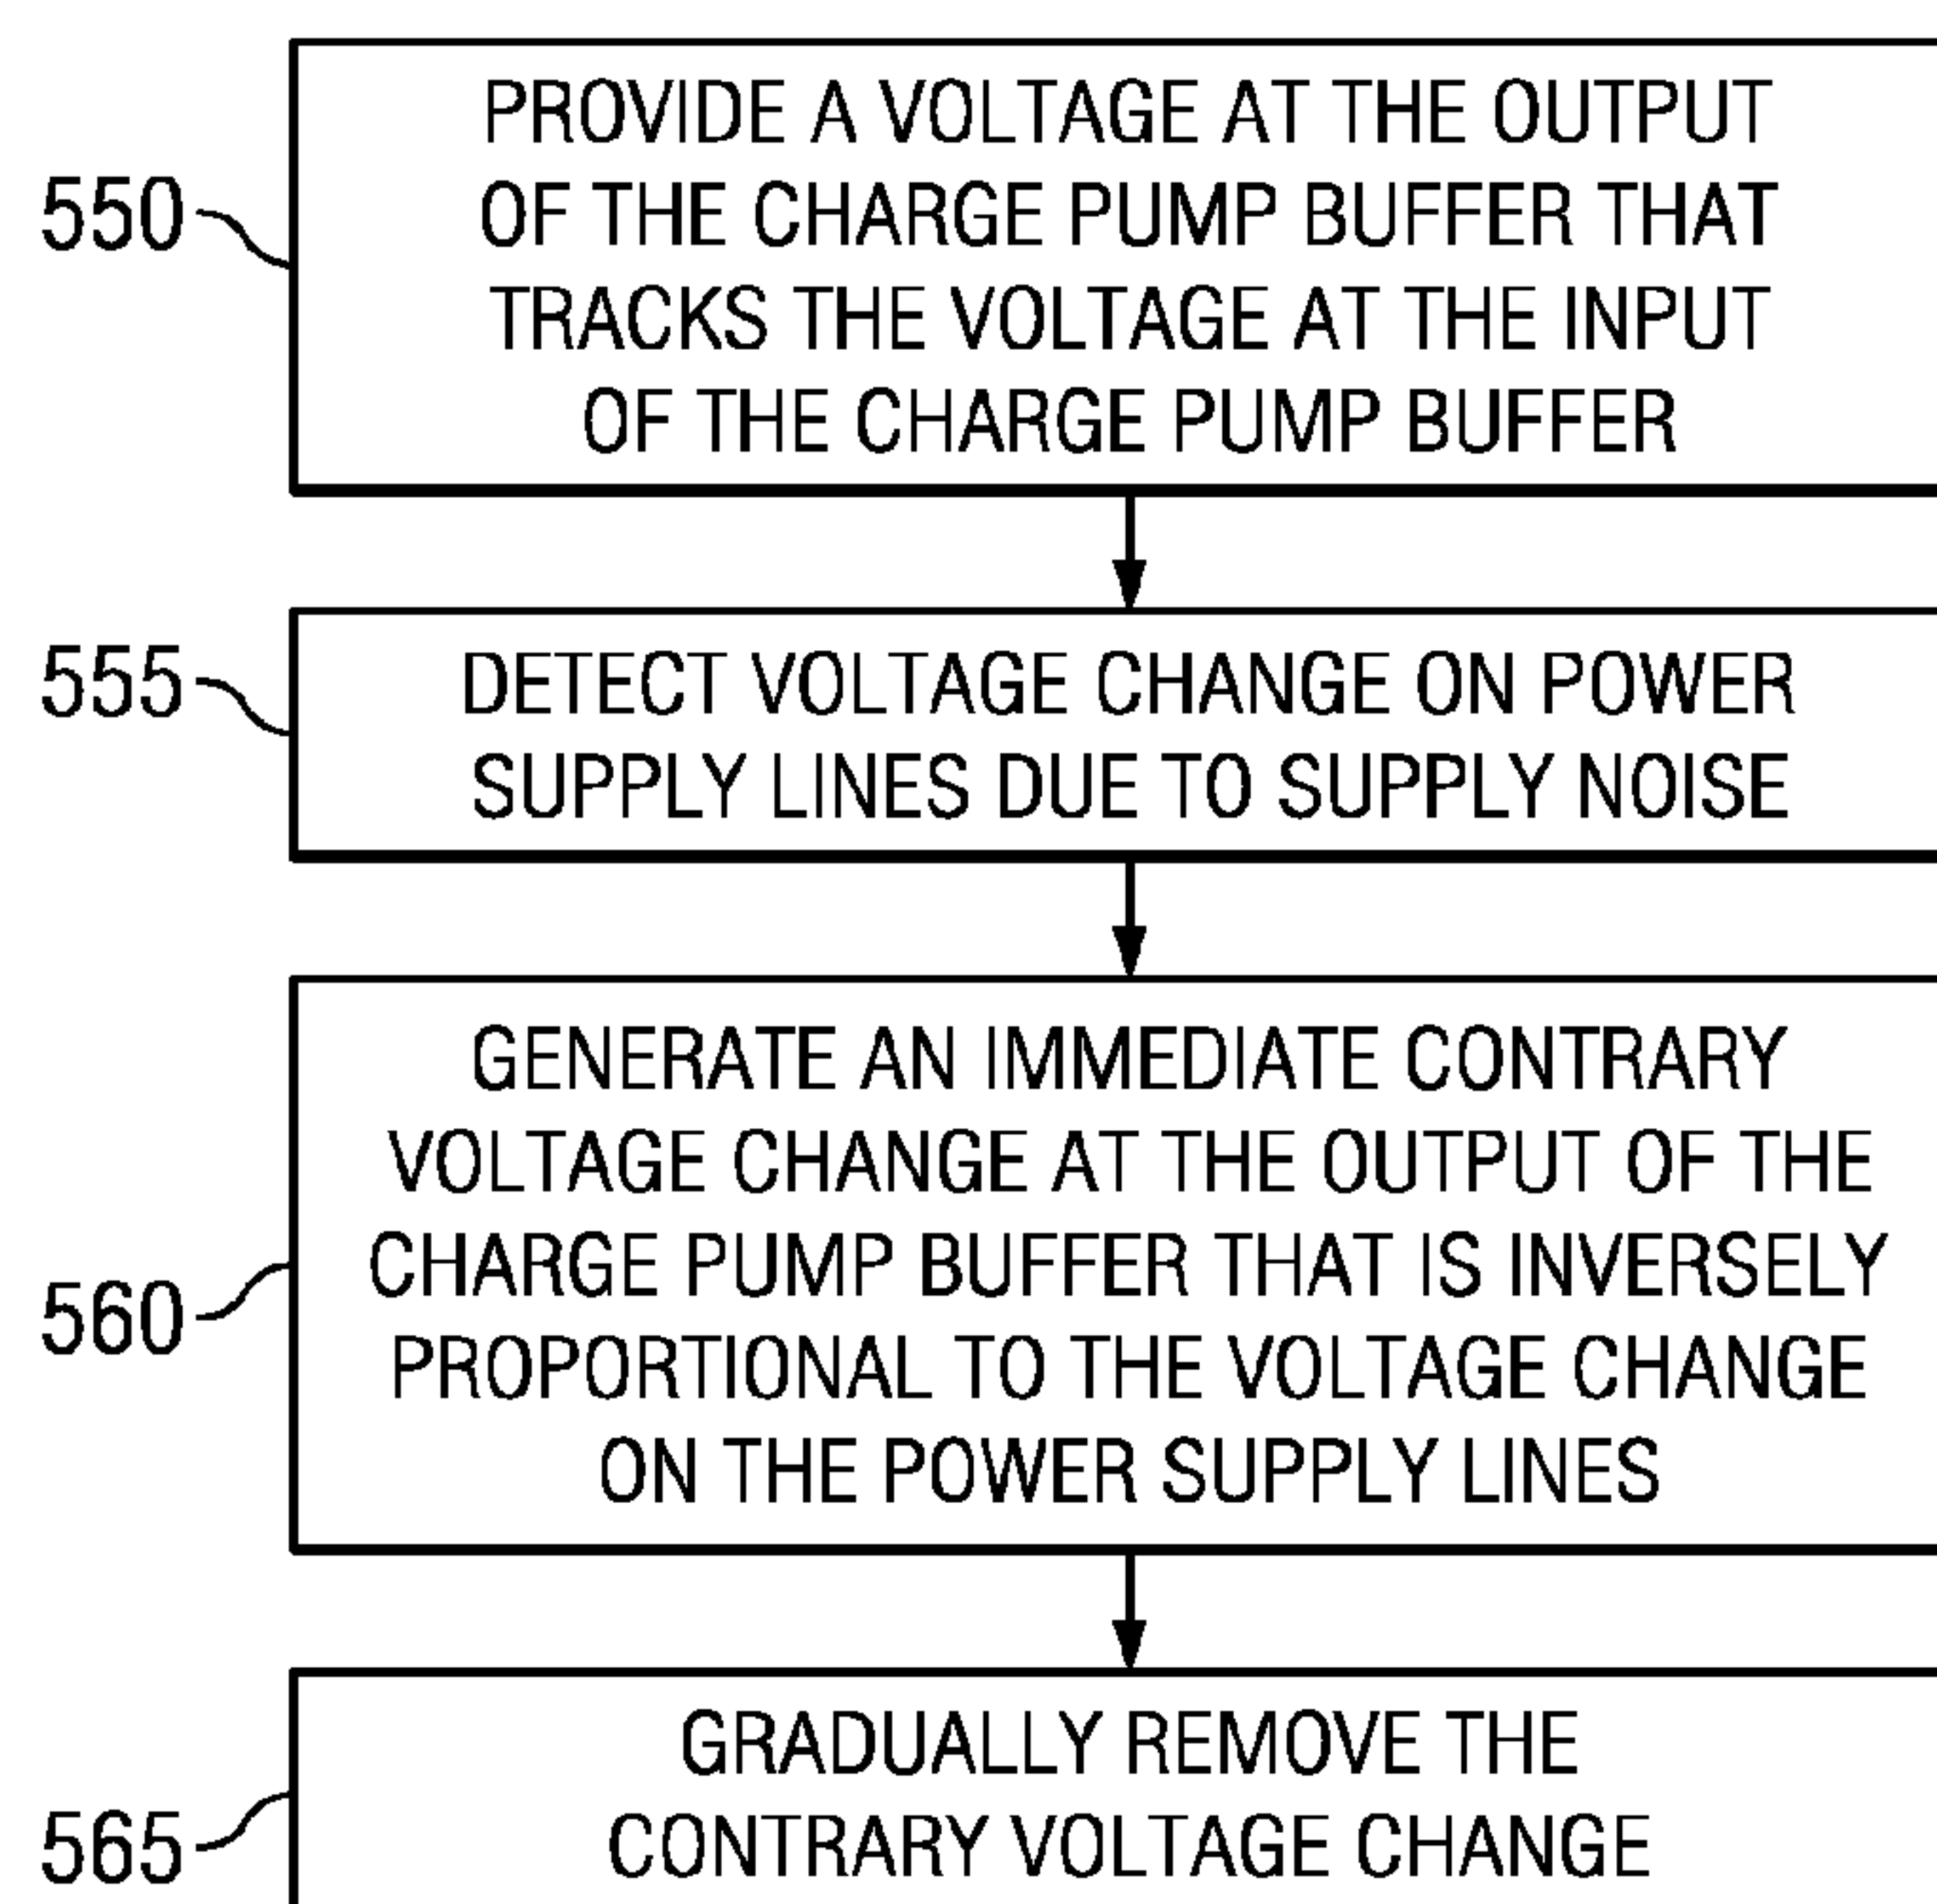 550
PROVIDE A VOLTAGE AT THE OUTPUT
OF THE CHARGE PUMP BUFFER THAT
TRACKS THE VOLTAGE AT THE INPUT
OF THE CHARGE PUMP BUFFER
555
DETECT VOLTAGE CHANGE ON POWER
SUPPLY LINES DUE TO SUPPLY NOISE
560
GENERATE AN IMMEDIATE CONTRARY
VOLTAGE CHANGE AT THE OUTPUT OF THE
CHARGE PUMP BUFFER THAT IS INVERSELY
PROPORTIONAL TO THE VOLTAGE CHANGE
ON THE POWER SUPPLY LINES
565
GRADUALLY REMOVE THE
CONTRARY VOLTAGE CHANGE